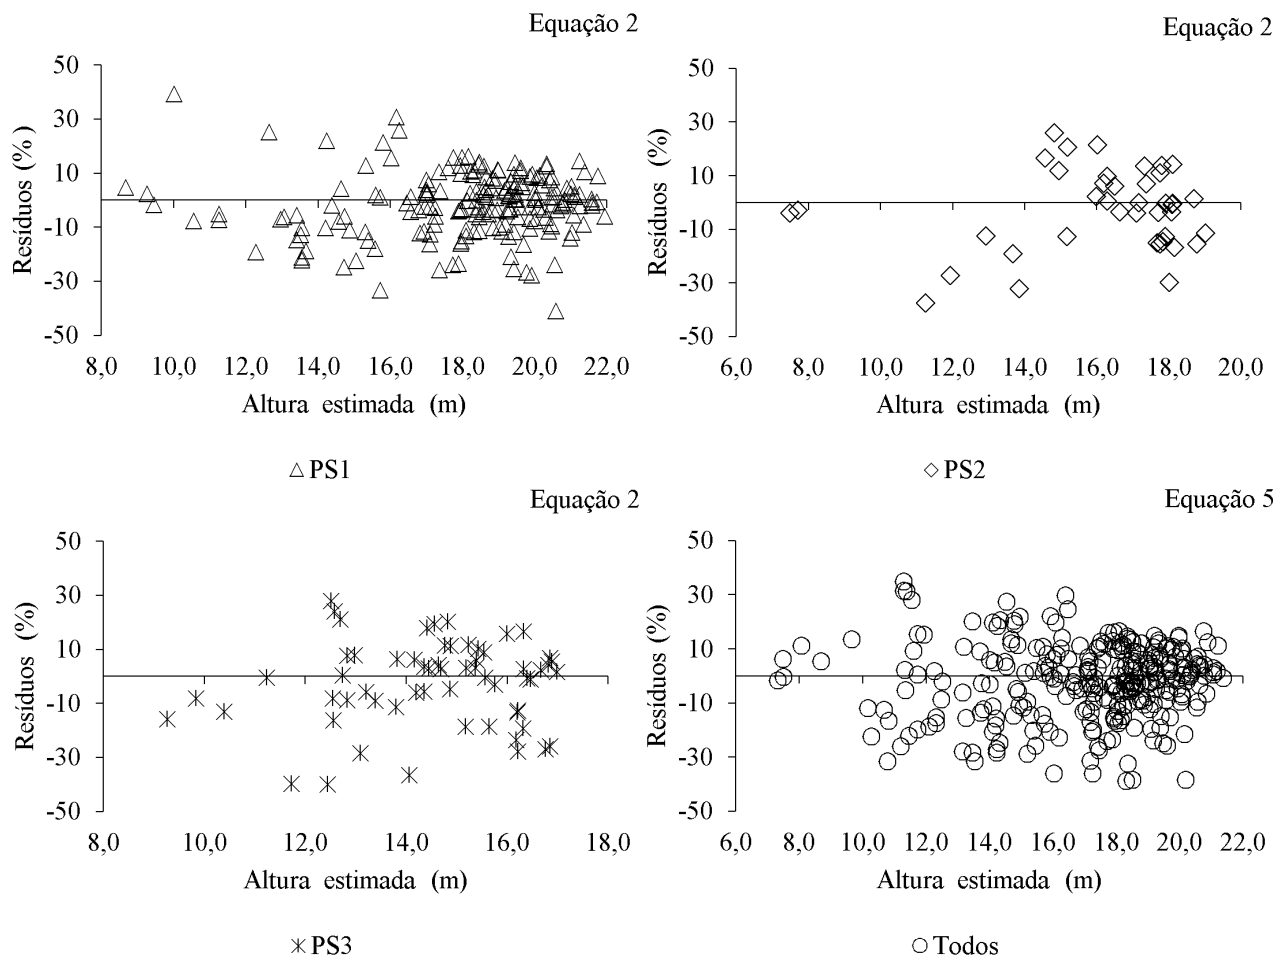 Equação 2
50
30
10
-10
-30
-50
Resíduos (%)
8,0 10,0 12,0 14,0 16,0 18,0 20,0 22,0
Altura estimada (m)
PS1
Equação 2
50
30
10
-10
-30
-50
Resíduos (%)
6,0 8,0 10,0 12,0 14,0 16,0 18,0 20,0
Altura estimada (m)
PS2
Equação 2
50
30
10
-10
-30
-50
Resíduos (%)
8,0 10,0 12,0 14,0 16,0 18,0
Altura estimada (m)
PS3
Equação 5
50
30
10
-10
-30
-50
Resíduos (%)
6,0 8,0 10,0 12,0 14,0 16,0 18,0 20,0 22,0
Altura estimada (m)
Todos